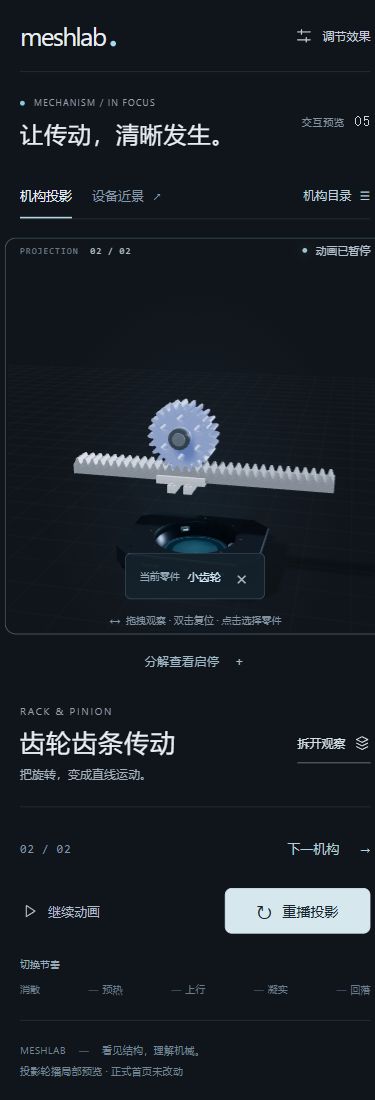 meshlab.
调节效果
MECHANISM / IN FOCUS
交互预览 05
让传动，清晰发生。
机构投影 设备近景 ↗ 机构目录 ☰
PROJECTION 02 / 02 动画已暂停
当前零件 小齿轮 ×
↔ 拖拽观察 · 双击复位 · 点击选择零件
分解查看启停 +
RACK & PINION
齿轮齿条传动 拆开观察
把旋转，变成直线运动。
02 / 02 下一机构 →
继续动画 重播投影
切换节奏
消散 — 预热 — 上行 — 凝实 — 回落
MESHLAB — 看见结构，理解机械。
投影轮播局部预览 · 正式首页未改动